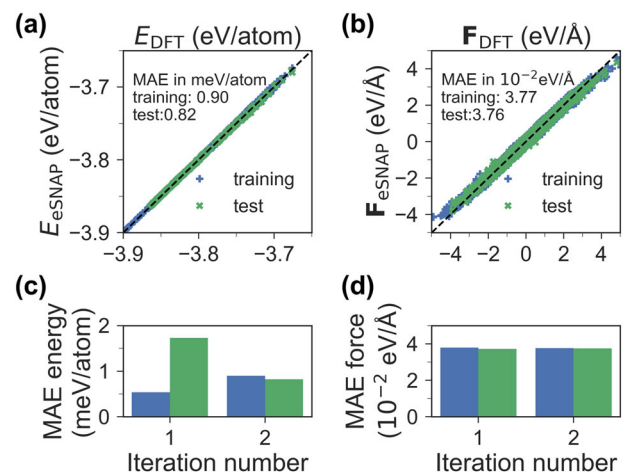 (a)
E_DFT (eV/atom)
E_eSNAP (eV/atom)
−3.7
−3.8
−3.9
MAE in meV/atom
training: 0.90
test:0.82
training
test
−3.9
−3.8
−3.7
(b)
F_DFT (eV/Å)
F_eSNAP (eV/Å)
4
2
0
−2
−4
MAE in 10⁻²eV/Å
training: 3.77
test:3.76
training
test
−4
−2
0
2
4
(c)
MAE energy
(meV/atom)
2
1
0
1
2
Iteration number
(d)
MAE force
(10⁻² eV/Å)
4
2
0
1
2
Iteration number